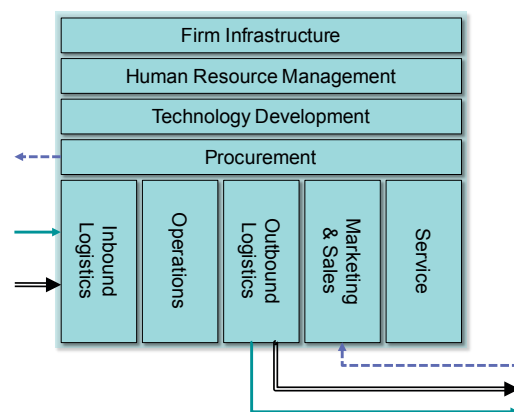 Firm Infrastructure
Human Resource Management
Technology Development
Procurement
Inbound
Logistics
Operations
Outbound
Logistics
Marketing
& Sales
Service